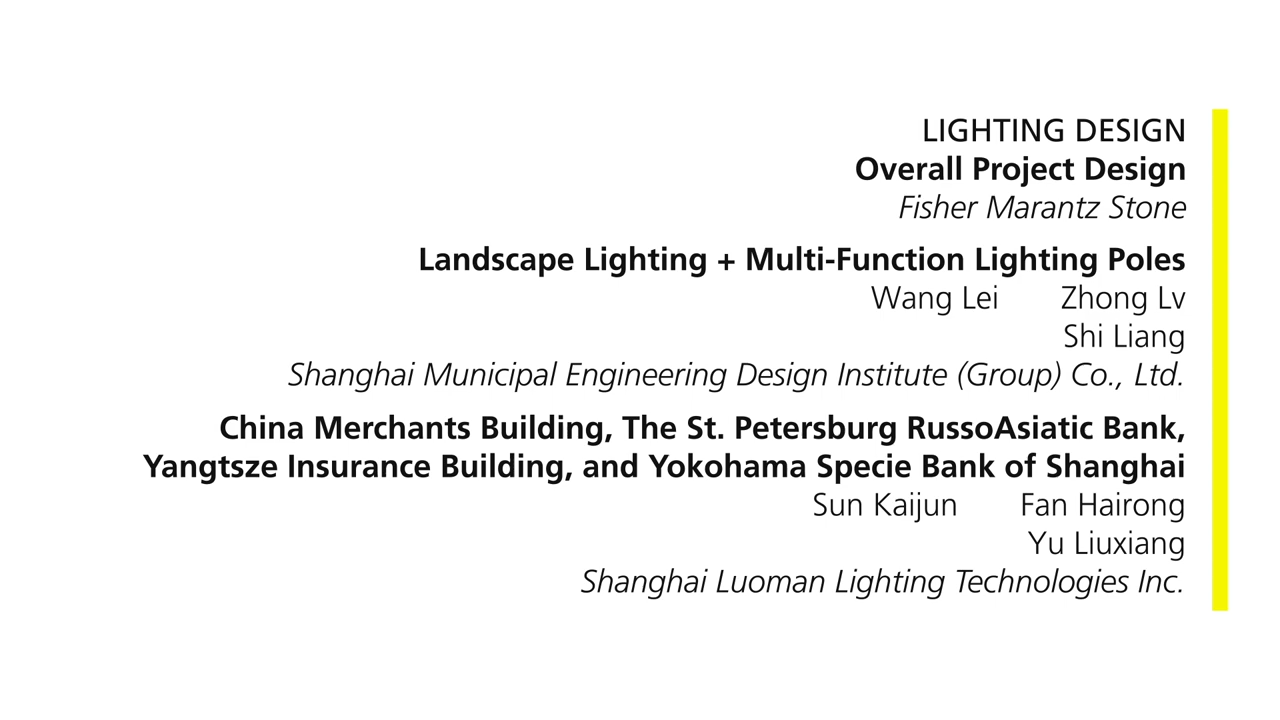 LIGHTING DESIGN
Overall Project Design
Fisher Marantz Stone
Landscape Lighting + Multi-Function Lighting Poles
Wang Lei Zhong Lv
Shi Liang
Shanghai Municipal Engineering Design Institute (Group) Co., Ltd.
China Merchants Building, The St. Petersburg RussoAsiatic Bank,
Yangtsze Insurance Building, and Yokohama Specie Bank of Shanghai
Sun Kaijun Fan Hairong
Yu Liuxiang
Shanghai Luoman Lighting Technologies Inc.